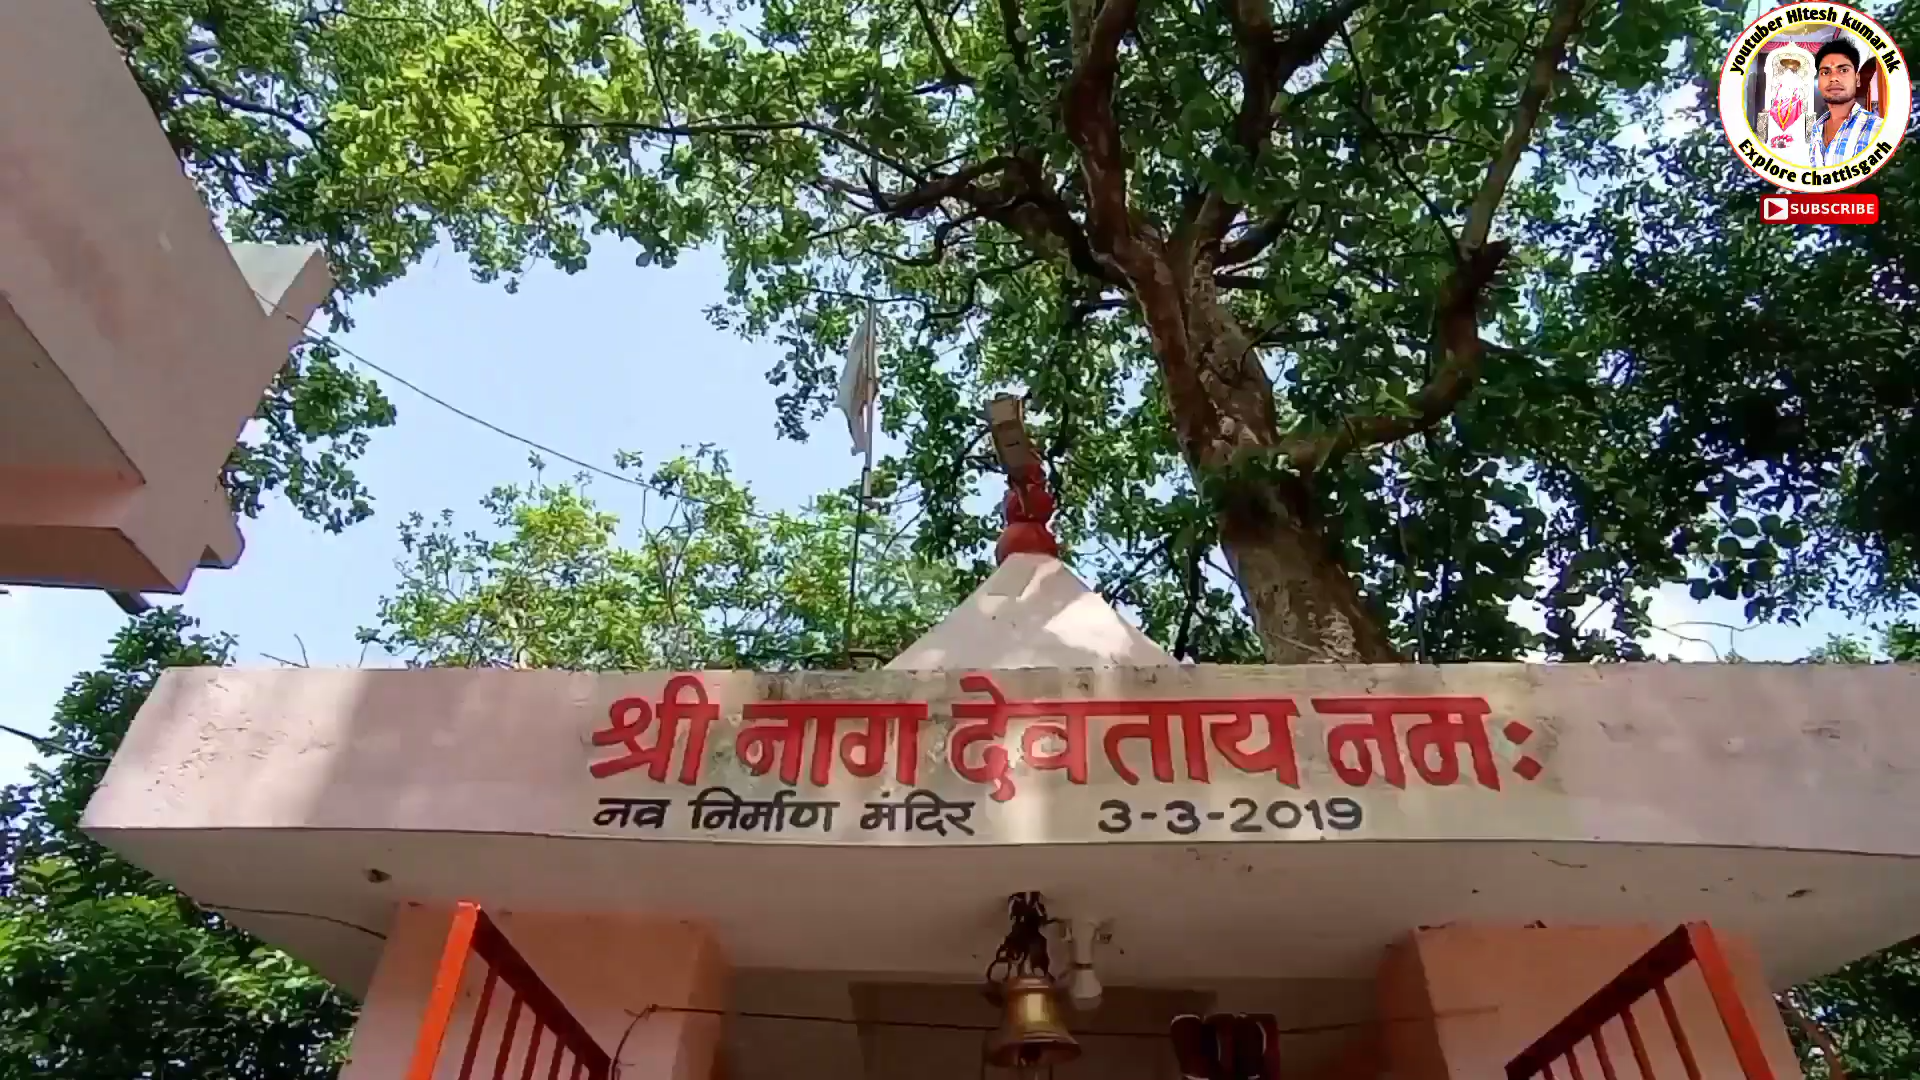 youtuber Hitesh kumar hk
Explore Chattisgarh
SUBSCRIBE
श्री नाग देवताय नमः
नव निर्माण मंदिर 3-3-2019